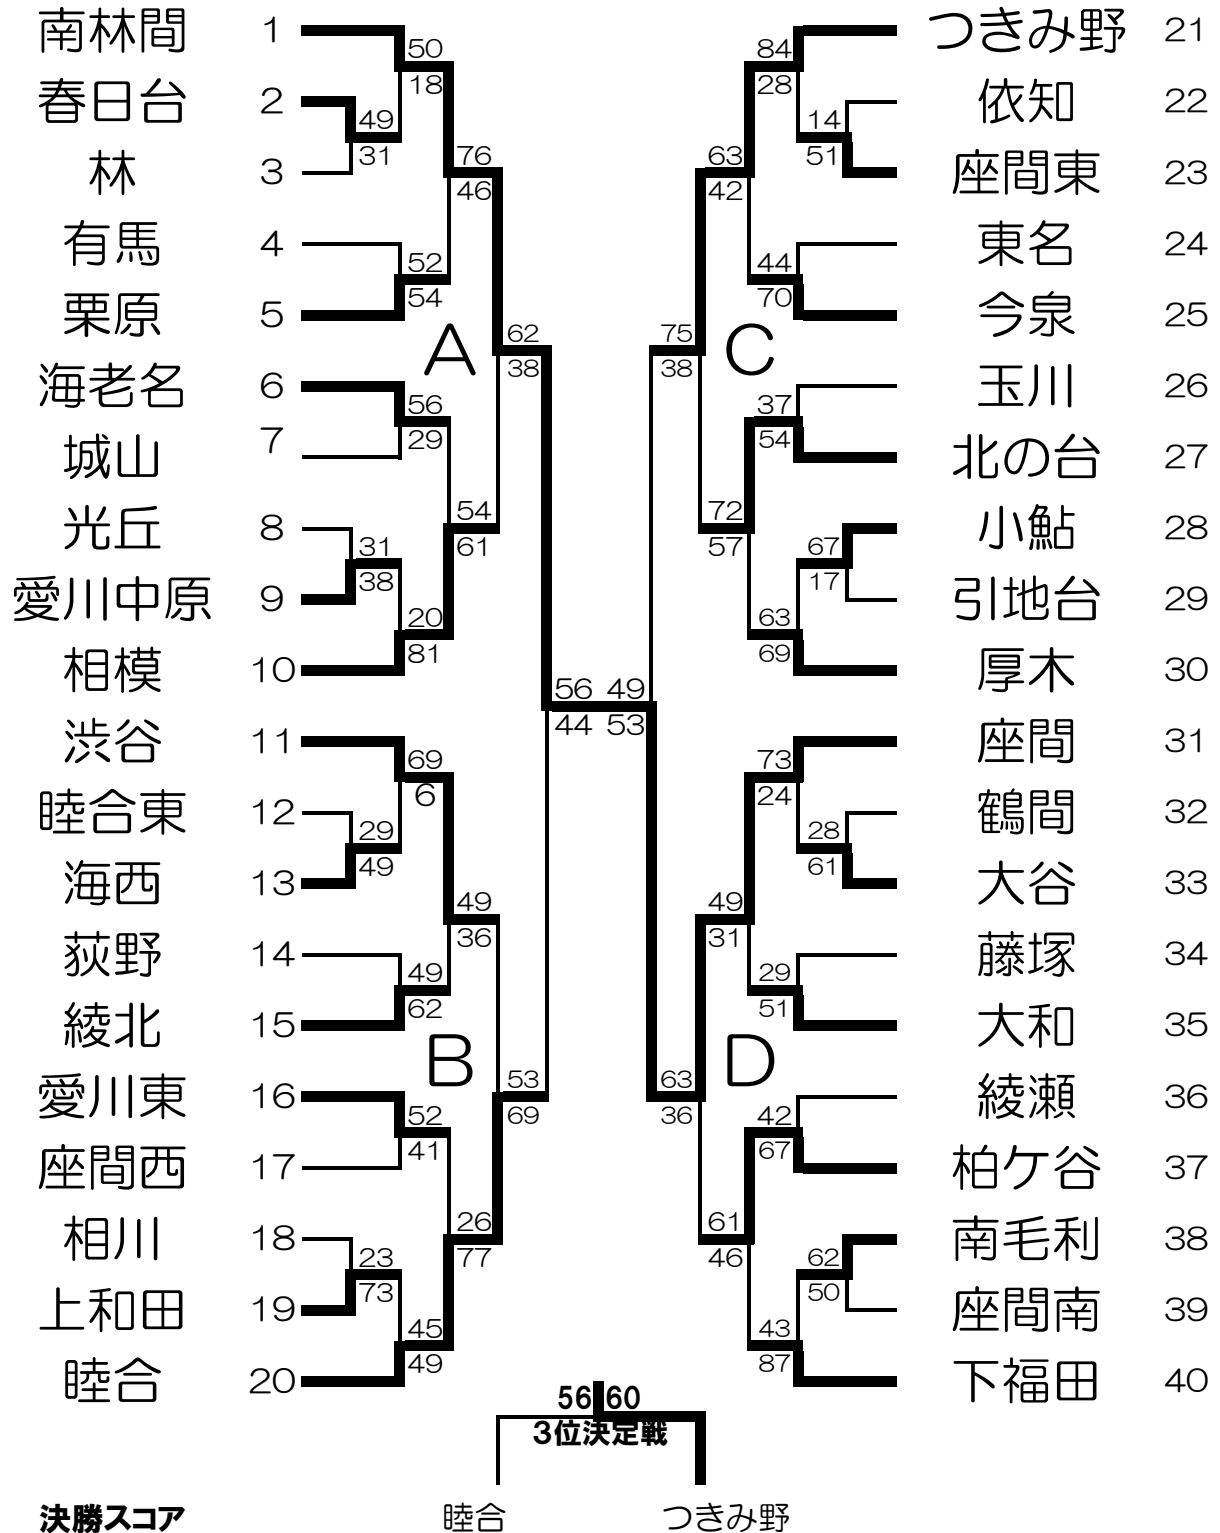 南林間 1
春日台 2
林 3
有馬 4
栗原 5
海老名 6
城山 7
光丘 8
愛川中原 9
相模 10
渋谷 11
睦合東 12
海西 13
荻野 14
綾北 15
愛川東 16
座間西 17
相川 18
上和田 19
睦合 20
50
18
49
31
76
46
52
54
A
62
38
56
29
54
61
31
38
20
81
69
6
29
49
49
36
49
62
B
53
69
52
41
26
77
23
73
45
49
56 49
44 53
84
28
14
51
63
42
44
70
75
38
C
37
54
72
57
67
17
63
69
73
24
28
61
49
31
29
51
63
36
D
42
67
61
46
62
50
43
87
つきみ野 21
依知 22
座間東 23
東名 24
今泉 25
玉川 26
北の台 27
小鮎 28
引地台 29
厚木 30
座間 31
鶴間 32
大谷 33
藤塚 34
大和 35
綾瀬 36
柏ケ谷 37
南毛利 38
座間南 39
下福田 40
56 60
3位決定戦
睦合 つきみ野
決勝スコア